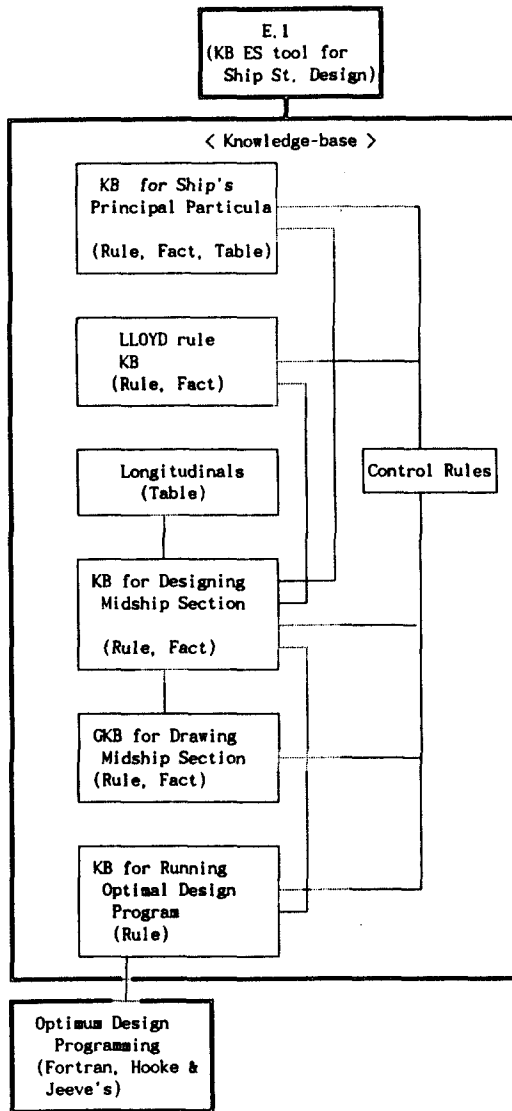 E.1
(KB ES tool for
Ship St. Design)
< Knowledge-base >
KB for Ship's
Principal Particula
(Rule, Fact, Table)
LLOYD rule
KB
(Rule, Fact)
Longitudinals
(Table)
Control Rules
KB for Designing
Midship Section
(Rule, Fact)
GKB for Drawing
Midship Section
(Rule, Fact)
KB for Running
Optimal Design
Program
(Rule)
Optimum Design
Programming
(Fortran, Hooke &
Jeeve's)